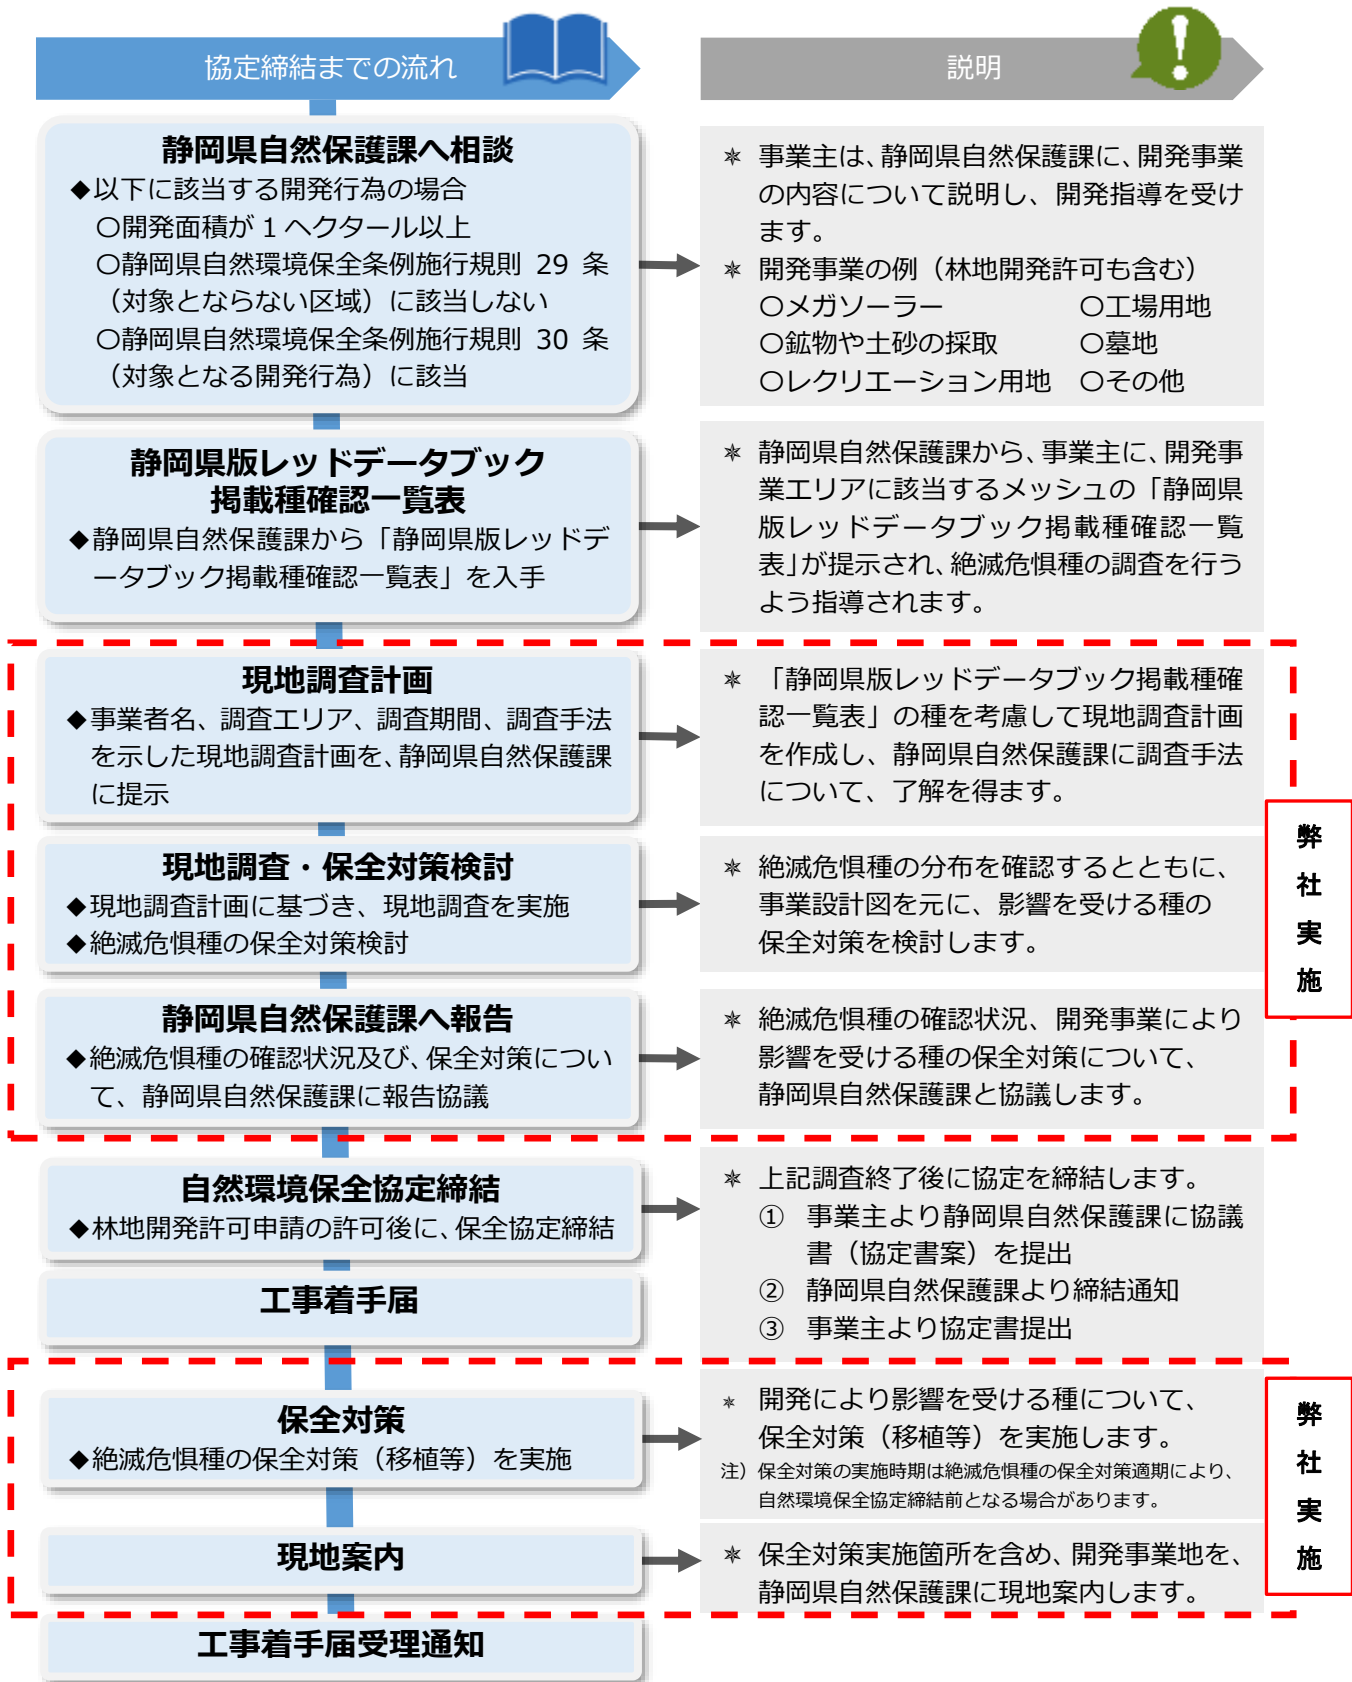 協定締結までの流れ
説明
静岡県自然保護課へ相談
◆以下に該当する開発行為の場合
〇開発面積が1ヘクタール以上
〇静岡県自然環境保全条例施行規則 29 条
（対象とならない区域）に該当しない
〇静岡県自然環境保全条例施行規則 30 条
（対象となる開発行為）に該当
✵ 事業主は、静岡県自然保護課に、開発事業
の内容について説明し、開発指導を受け
ます。
✵ 開発事業の例（林地開発許可も含む）
〇メガソーラー 〇工場用地
〇鉱物や土砂の採取 〇墓地
〇レクリエーション用地 〇その他
静岡県版レッドデータブック
掲載種確認一覧表
◆静岡県自然保護課から「静岡県版レッドデ
ータブック掲載種確認一覧表」を入手
✵ 静岡県自然保護課から、事業主に、開発事
業エリアに該当するメッシュの「静岡県
版レッドデータブック掲載種確認一覧
表」が提示され、絶滅危惧種の調査を行う
よう指導されます。
現地調査計画
◆事業者名、調査エリア、調査期間、調査手法
を示した現地調査計画を、静岡県自然保護課
に提示
✵ 「静岡県版レッドデータブック掲載種確
認一覧表」の種を考慮して現地調査計画
を作成し、静岡県自然保護課に調査手法
について、了解を得ます。
現地調査・保全対策検討
◆現地調査計画に基づき、現地調査を実施
◆絶滅危惧種の保全対策検討
✵ 絶滅危惧種の分布を確認するとともに、
事業設計図を元に、影響を受ける種の
保全対策を検討します。
静岡県自然保護課へ報告
◆絶滅危惧種の確認状況及び、保全対策につい
て、静岡県自然保護課に報告協議
✵ 絶滅危惧種の確認状況、開発事業により
影響を受ける種の保全対策について、
静岡県自然保護課と協議します。
弊
社
実
施
自然環境保全協定締結
◆林地開発許可申請の許可後に、保全協定締結
工事着手届
✵ 上記調査終了後に協定を締結します。
① 事業主より静岡県自然保護課に協議
書（協定書案）を提出
② 静岡県自然保護課より締結通知
③ 事業主より協定書提出
保全対策
◆絶滅危惧種の保全対策（移植等）を実施
✵ 開発により影響を受ける種について、
保全対策（移植等）を実施します。
注）保全対策の実施時期は絶滅危惧種の保全対策適期により、
自然環境保全協定締結前となる場合があります。
現地案内
✵ 保全対策実施箇所を含め、開発事業地を、
静岡県自然保護課に現地案内します。
弊
社
実
施
工事着手届受理通知